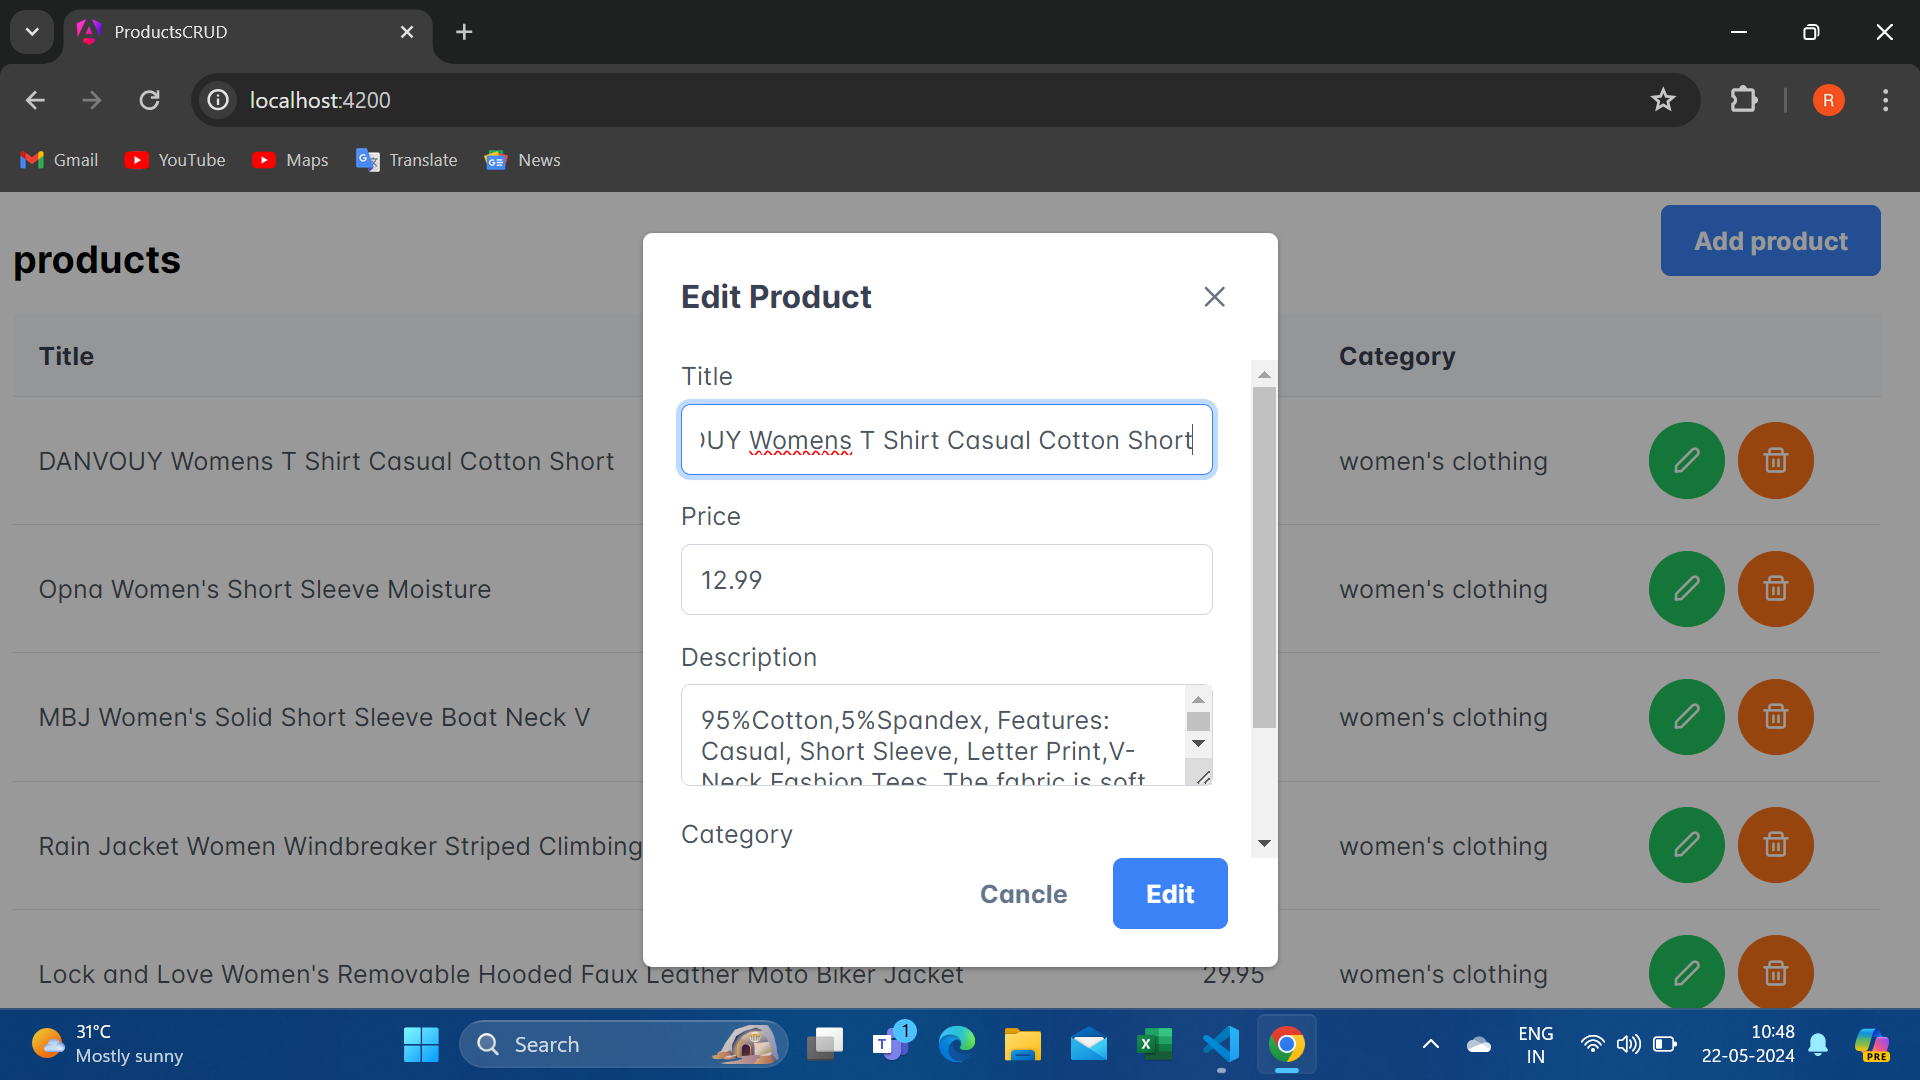 ProductsCRUD
localhost:4200
R
Gmail YouTube Maps Translate News
products
Add product
Title Category
DANVOUY Womens T Shirt Casual Cotton Short women's clothing
Opna Women's Short Sleeve Moisture women's clothing
MBJ Women's Solid Short Sleeve Boat Neck V women's clothing
Rain Jacket Women Windbreaker Striped Climbing women's clothing
Lock and Love Women's Removable Hooded Faux Leather Moto Biker Jacket 29.95 women's clothing
Edit Product
Title
UY Womens T Shirt Casual Cotton Short
Price
12.99
Description
95%Cotton,5%Spandex, Features:
Casual, Short Sleeve, Letter Print,V-
Neck Fashion Tees, The fabric is soft
Category
Cancle Edit
31°C
Mostly sunny
Search
1
ENG
IN
10:48
22-05-2024
PRE